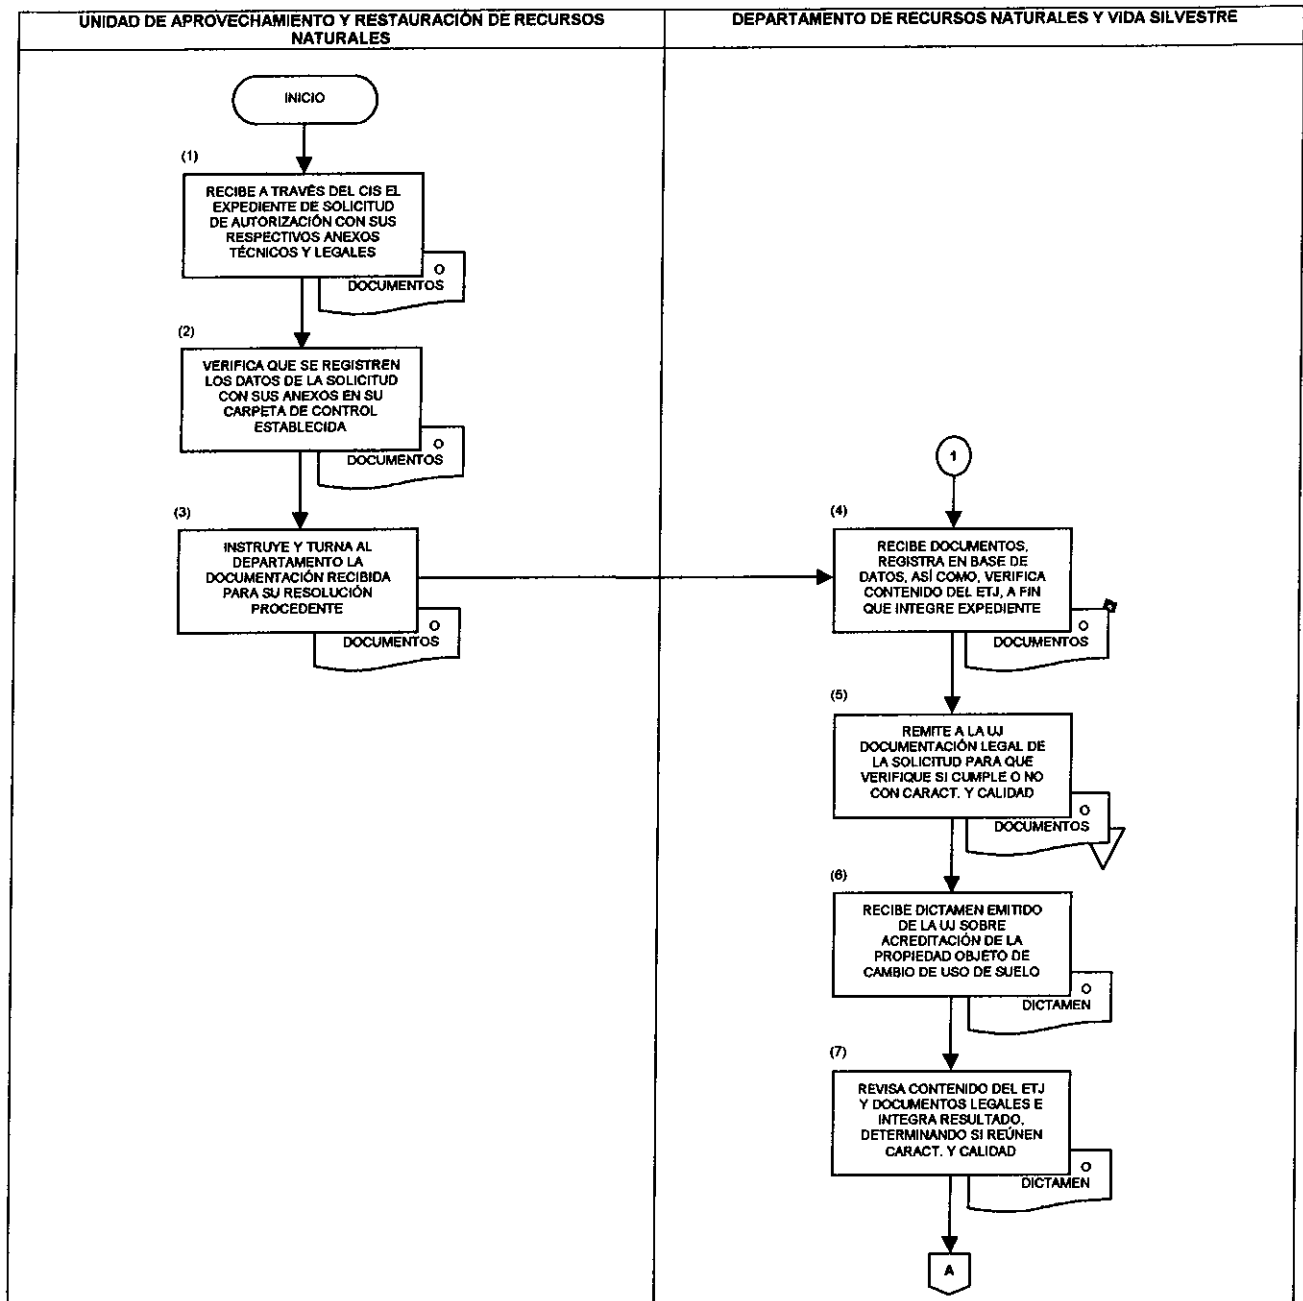 UNIDAD DE APROVECHAMIENTO Y RESTAURACIÓN DE RECURSOS
NATURALES
DEPARTAMENTO DE RECURSOS NATURALES Y VIDA SILVESTRE
INICIO
(1)
RECIBE A TRAVÉS DEL CIS EL
EXPEDIENTE DE SOLICITUD
DE AUTORIZACIÓN CON SUS
RESPECTIVOS ANEXOS
TÉCNICOS Y LEGALES
O
DOCUMENTOS
(2)
VERIFICA QUE SE REGISTREN
LOS DATOS DE LA SOLICITUD
CON SUS ANEXOS EN SU
CARPETA DE CONTROL
ESTABLECIDA
O
DOCUMENTOS
(3)
INSTRUYE Y TURNA AL
DEPARTAMENTO LA
DOCUMENTACIÓN RECIBIDA
PARA SU RESOLUCIÓN
PROCEDENTE
O
DOCUMENTOS
1
(4)
RECIBE DOCUMENTOS,
REGISTRA EN BASE DE
DATOS, ASÍ COMO, VERIFICA
CONTENIDO DEL ETJ, A FIN
QUE INTEGRE EXPEDIENTE
O
DOCUMENTOS
(5)
REMITE A LA UJ
DOCUMENTACIÓN LEGAL DE
LA SOLICITUD PARA QUE
VERIFIQUE SI CUMPLE O NO
CON CARACT. Y CALIDAD
O
DOCUMENTOS
(6)
RECIBE DICTAMEN EMITIDO
DE LA UJ SOBRE
ACREDITACIÓN DE LA
PROPIEDAD OBJETO DE
CAMBIO DE USO DE SUELO
O
DICTAMEN
(7)
REVISA CONTENIDO DEL ETJ
Y DOCUMENTOS LEGALES E
INTEGRA RESULTADO,
DETERMINANDO SI REÚNEN
CARACT. Y CALIDAD
O
DICTAMEN
A